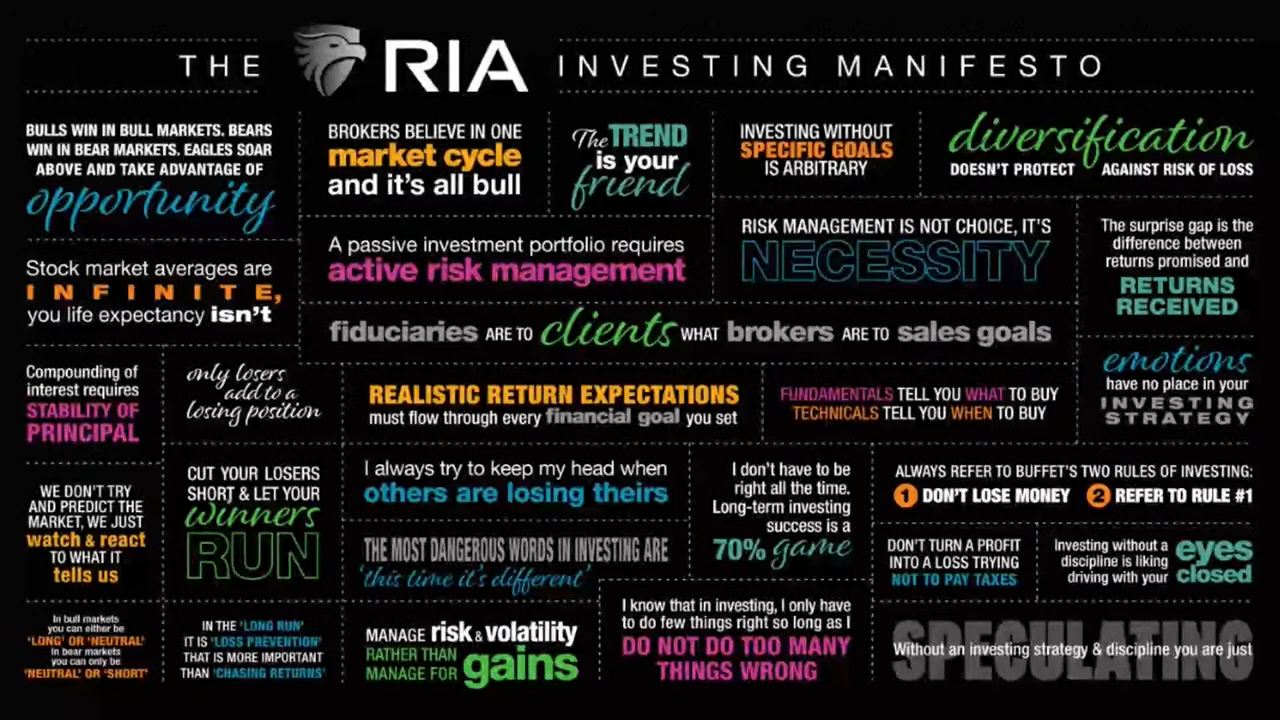 THE RIA INVESTING MANIFESTO
BULLS WIN IN BULL MARKETS. BEARS
WIN IN BEAR MARKETS. EAGLES SOAR
ABOVE AND TAKE ADVANTAGE OF
opportunity
BROKERS BELIEVE IN ONE
market cycle
and it's all bull
The TREND
is your
friend
INVESTING WITHOUT
SPECIFIC GOALS
IS ARBITRARY
diversification
DOESN'T PROTECT AGAINST RISK OF LOSS
Stock market averages are
INFINITE,
you life expectancy isn't
A passive investment portfolio requires
active risk management
RISK MANAGEMENT IS NOT CHOICE, IT'S
NECESSITY
The surprise gap is the
difference between
returns promised and
RETURNS
RECEIVED
fiduciaries ARE TO clients WHAT brokers ARE TO sales goals
Compounding of
interest requires
STABILITY OF
PRINCIPAL
only losers
add to a
losing position
REALISTIC RETURN EXPECTATIONS
must flow through every financial goal you set
FUNDAMENTALS TELL YOU WHAT TO BUY
TECHNICALS TELL YOU WHEN TO BUY
emotions
have no place in your
INVESTING
STRATEGY
WE DON'T TRY
AND PREDICT THE
MARKET, WE JUST
watch & react
TO WHAT IT
tells us
CUT YOUR LOSERS
SHORT & LET YOUR
winners
RUN
I always try to keep my head when
others are losing theirs
I don't have to be
right all the time.
Long-term investing
success is a
70% game
ALWAYS REFER TO BUFFET'S TWO RULES OF INVESTING:
1 DON'T LOSE MONEY 2 REFER TO RULE #1
THE MOST DANGEROUS WORDS IN INVESTING ARE
'this time it's different'
DON'T TURN A PROFIT
INTO A LOSS TRYING
NOT TO PAY TAXES
Investing without a
discipline is liking
driving with your
eyes
closed
In bull markets
you can either be
'LONG' OR 'NEUTRAL'
In bear markets
you can only be
'NEUTRAL' OR 'SHORT'
IN THE 'LONG RUN'
IT IS 'LOSS PREVENTION'
THAT IS MORE IMPORTANT
THAN 'CHASING RETURNS'
MANAGE risk & volatility
RATHER THAN
MANAGE FOR gains
I know that in investing, I only have
to do few things right so long as I
DO NOT DO TOO MANY
THINGS WRONG
Without an investing strategy & discipline you are just
SPECULATING